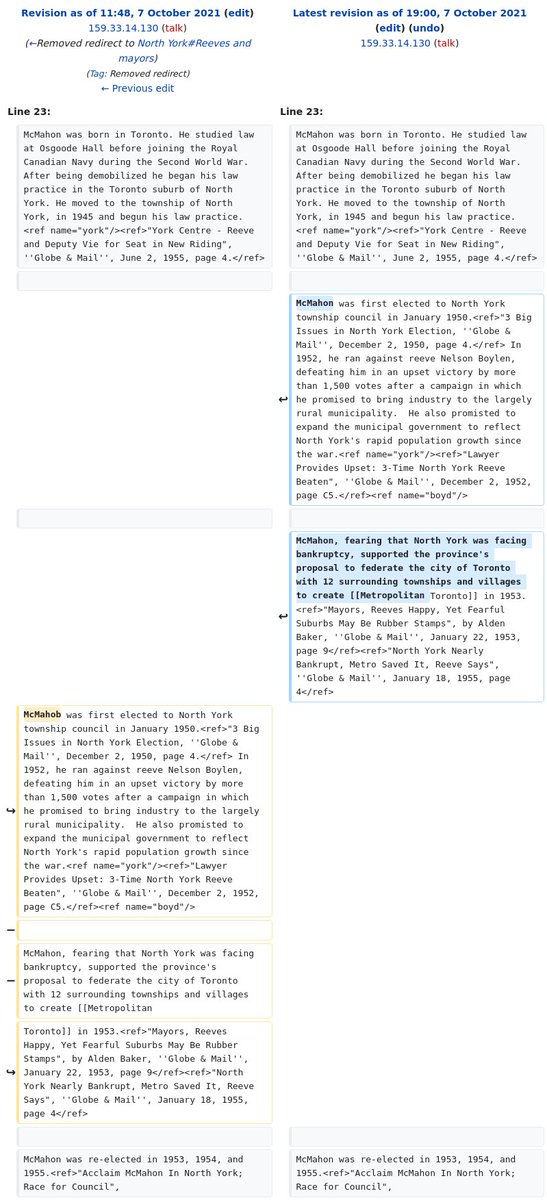 Revision as of 11:48, 7 October 2021 (edit)
159.33.14.130 (talk)
(←Removed redirect to North York#Reeves and
mayors)
(Tag: Removed redirect)
← Previous edit
Latest revision as of 19:00, 7 October 2021
(edit) (undo)
159.33.14.130 (talk)
Line 23:
Line 23:
McMahon was born in Toronto. He studied law
at Osgoode Hall before joining the Royal
Canadian Navy during the Second World War.
After being demobilized he began his law
practice in the Toronto suburb of North
York. He moved to the township of North
York, in 1945 and begun his law practice.
<ref name="york"/><ref>"York Centre - Reeve
and Deputy Vie for Seat in New Riding",
''Globe & Mail'', June 2, 1955, page 4.</ref>
McMahon was born in Toronto. He studied law
at Osgoode Hall before joining the Royal
Canadian Navy during the Second World War.
After being demobilized he began his law
practice in the Toronto suburb of North
York. He moved to the township of North
York, in 1945 and begun his law practice.
<ref name="york"/><ref>"York Centre - Reeve
and Deputy Vie for Seat in New Riding",
''Globe & Mail'', June 2, 1955, page 4.</ref>
McMahon was first elected to North York
township council in January 1950.<ref>"3 Big
Issues in North York Election, ''Globe &
Mail'', December 2, 1950, page 4.</ref> In
1952, he ran against reeve Nelson Boylen,
defeating him in an upset victory by more
than 1,500 votes after a campaign in which
he promised to bring industry to the largely
rural municipality.  He also promisted to
expand the municipal government to reflect
North York's rapid population growth since
the war.<ref name="york"/><ref>"Lawyer
Provides Upset: 3-Time North York Reeve
Beaten", ''Globe & Mail'', December 2, 1952,
page C5.</ref><ref name="boyd"/>
McMahon, fearing that North York was facing
bankruptcy, supported the province's
proposal to federate the city of Toronto
with 12 surrounding townships and villages
to create [[Metropolitan Toronto]] in 1953.
<ref>"Mayors, Reeves Happy, Yet Fearful
Suburbs May Be Rubber Stamps", by Alden
Baker, ''Globe & Mail'', January 22, 1953,
page 9</ref><ref>"North York Nearly
Bankrupt, Metro Saved It, Reeve Says",
''Globe & Mail'', January 18, 1955, page
4</ref>
McMahob was first elected to North York
township council in January 1950.<ref>"3 Big
Issues in North York Election, ''Globe &
Mail'', December 2, 1950, page 4.</ref> In
1952, he ran against reeve Nelson Boylen,
defeating him in an upset victory by more
than 1,500 votes after a campaign in which
he promised to bring industry to the largely
rural municipality.  He also promisted to
expand the municipal government to reflect
North York's rapid population growth since
the war.<ref name="york"/><ref>"Lawyer
Provides Upset: 3-Time North York Reeve
Beaten", ''Globe & Mail'', December 2, 1952,
page C5.</ref><ref name="boyd"/>
McMahon, fearing that North York was facing
bankruptcy, supported the province's
proposal to federate the city of Toronto
with 12 surrounding townships and villages
to create [[Metropolitan
Toronto]] in 1953.<ref>"Mayors, Reeves
Happy, Yet Fearful Suburbs May Be Rubber
Stamps", by Alden Baker, ''Globe & Mail'',
January 22, 1953, page 9</ref><ref>"North
York Nearly Bankrupt, Metro Saved It, Reeve
Says", ''Globe & Mail'', January 18, 1955,
page 4</ref>
McMahon was re-elected in 1953, 1954, and
1955.<ref>"Acclaim McMahon In North York;
Race for Council",
McMahon was re-elected in 1953, 1954, and
1955.<ref>"Acclaim McMahon In North York;
Race for Council",